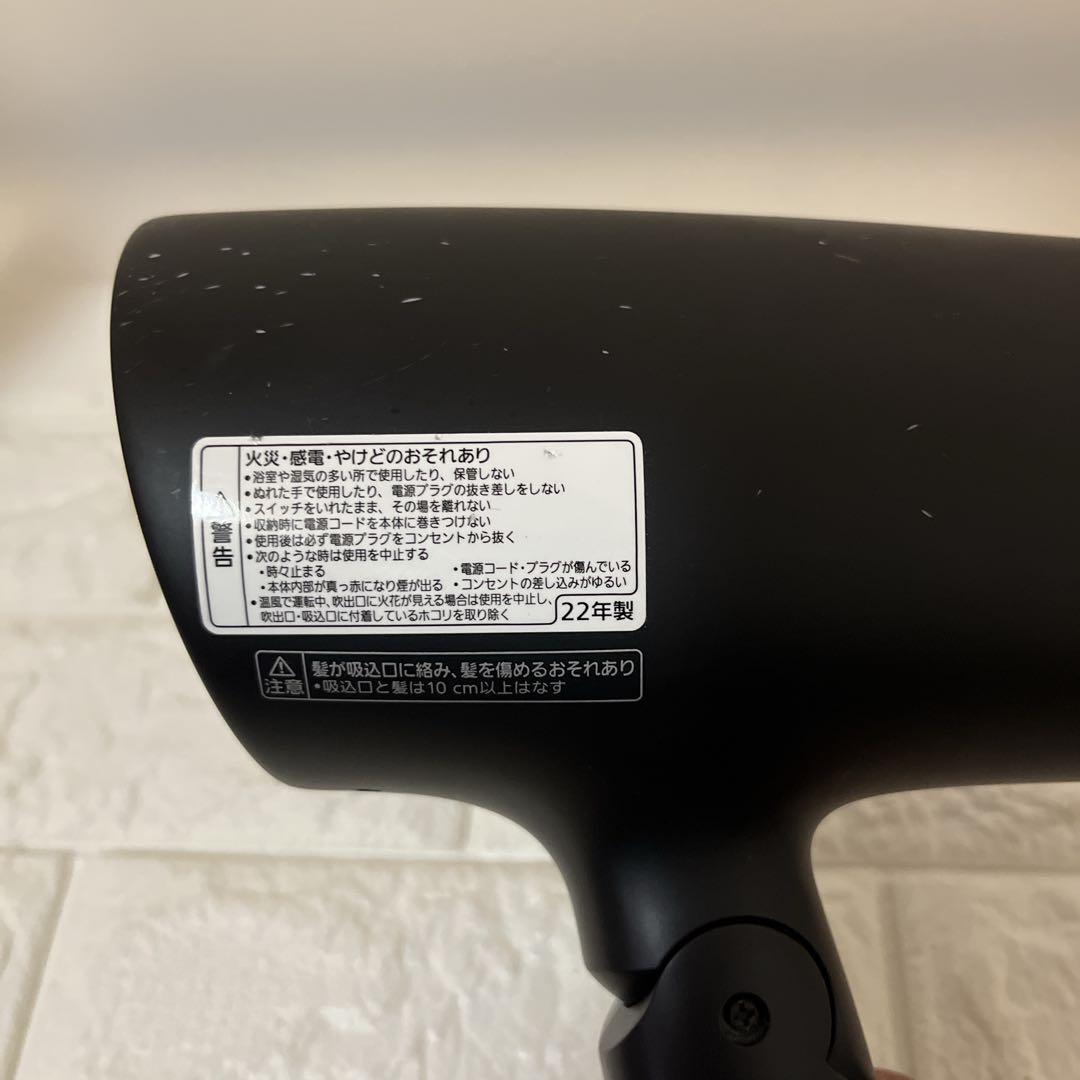 警告
火災・感電・やけどのおそれあり
・浴室や湿気の多い所で使用したり、保管しない
・ぬれた手で使用したり、電源プラグの抜き差しをしない
・スイッチをいれたまま、その場を離れない
・収納時に電源コードを本体に巻きつけない
・使用後は必ず電源プラグをコンセントから抜く
・次のような時は使用を中止する
・時々止まる ・電源コード・プラグが傷んでいる
・本体内部が真っ赤になり煙が出る ・コンセントの差し込みがゆるい
・温風で運転中、吹出口に火花が見える場合は使用を中止し、
吹出口・吸込口に付着しているホコリを取り除く
22年製
注意
髪が吸込口に絡み、髪を傷めるおそれあり
・吸込口と髪は10 cm以上はなす